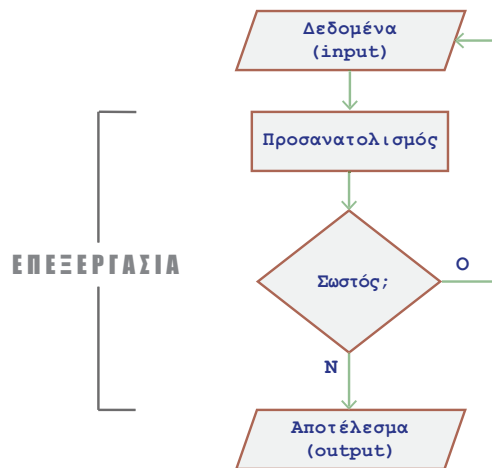 Δεδομένα
(input)
Προσανατολισμός
ΕΠΕΞΕΡΓΑΣΙΑ
Σωστός;
Ο
Ν
Αποτέλεσμα
(output)